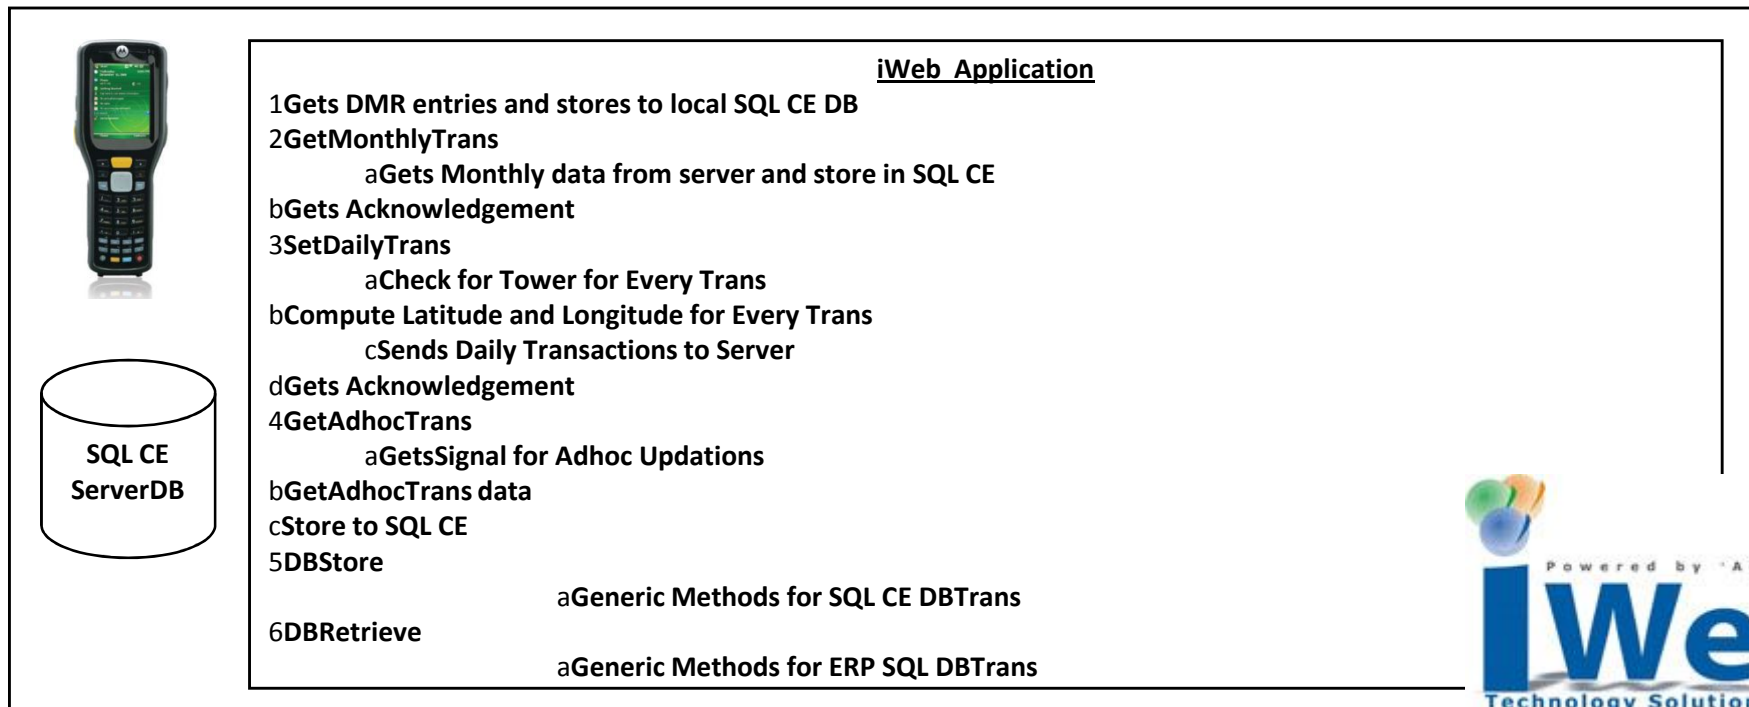 iWeb Application
1Gets DMR entries and stores to local SQL CE DB
2GetMonthlyTrans
aGets Monthly data from server and store in SQL CE
bGets Acknowledgement
3SetDailyTrans
aCheck for Tower for Every Trans
bCompute Latitude and Longitude for Every Trans
cSends Daily Transactions to Server
dGets Acknowledgement
4GetAdhocTrans
aGetsSignal for Adhoc Updations
bGetAdhocTrans data
cStore to SQL CE
5DBStore
aGeneric Methods for SQL CE DBTrans
6DBRetrieve
aGeneric Methods for ERP SQL DBTrans
SQL CE
ServerDB
Powered by 'A
iWe
Technology Solution